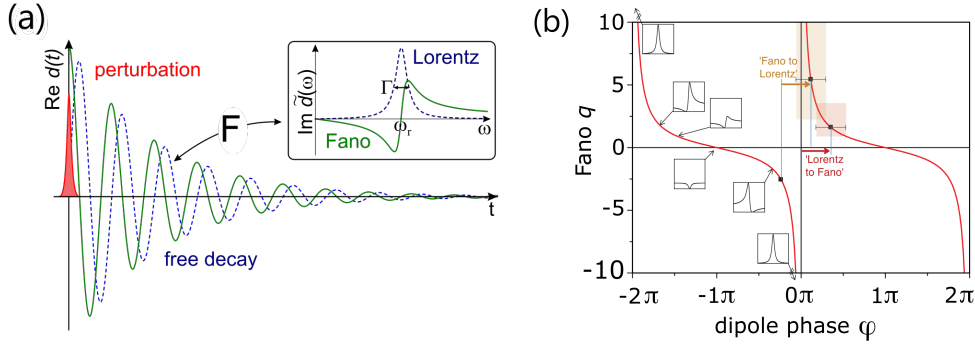 (a)
Re d(t)
perturbation
F
free decay
t
Im d̃(ω)
Lorentz
Γ
ω_r
ω
Fano
(b)
Fano q
10
5
0
-5
-10
'Fano to
Lorentz'
'Lorentz
to Fano'
-2π -1π 0π 1π 2π
dipole phase φ